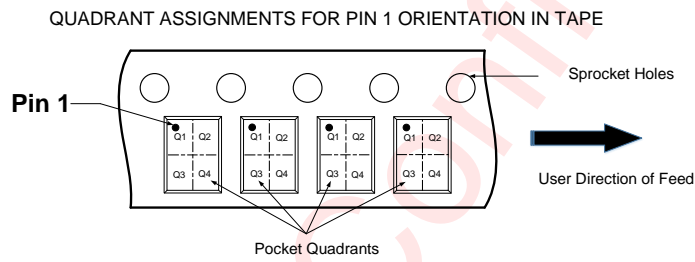 QUADRANT ASSIGNMENTS FOR PIN 1 ORIENTATION IN TAPE
Sprocket Holes
Pin 1
Q1 Q2 Q1 Q2 Q1 Q2 Q1 Q2
Q3 Q4 Q3 Q4 Q3 Q4 Q3 Q4
User Direction of Feed
Pocket Quadrants
Confi